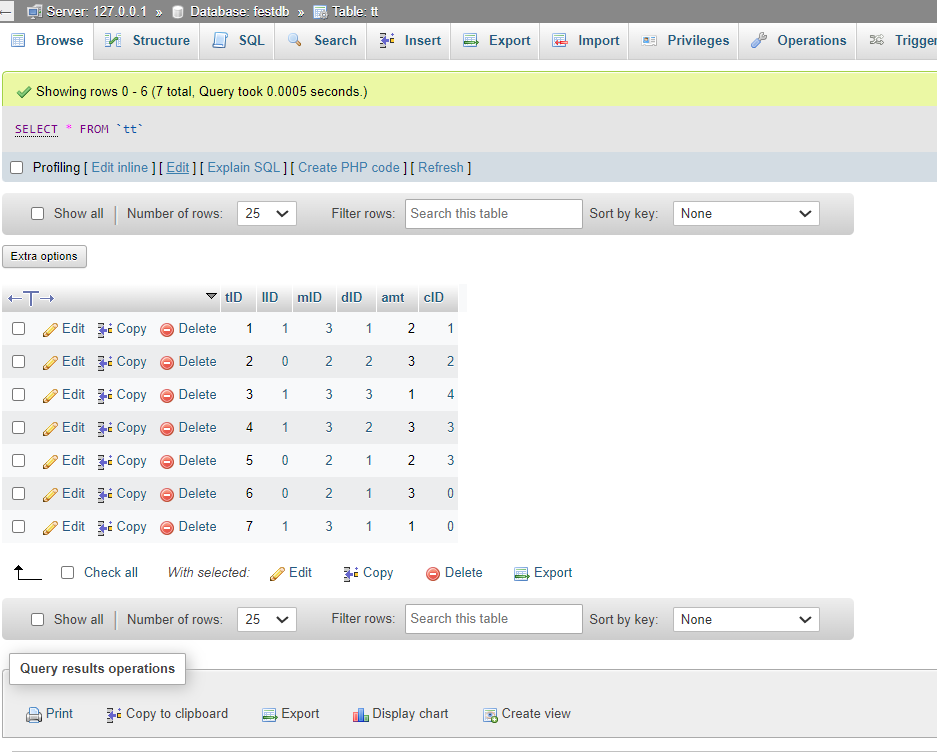 Server: 127.0.0.1 » Database: festdb » Table: tt
Browse Structure SQL Search Insert Export Import Privileges Operations Trigger
Showing rows 0 - 6 (7 total, Query took 0.0005 seconds.)
SELECT * FROM `tt`
Profiling [ Edit inline ] [ Edit ] [ Explain SQL ] [ Create PHP code ] [ Refresh ]
Show all Number of rows: 25 Filter rows: Search this table Sort by key: None
Extra options
←T→ tID lID mID dID amt cID
Edit Copy Delete 1 1 3 1 2 1
Edit Copy Delete 2 0 2 2 3 2
Edit Copy Delete 3 1 3 3 1 4
Edit Copy Delete 4 1 3 2 3 3
Edit Copy Delete 5 0 2 1 2 3
Edit Copy Delete 6 0 2 1 3 0
Edit Copy Delete 7 1 3 1 1 0
Check all With selected: Edit Copy Delete Export
Show all Number of rows: 25 Filter rows: Search this table Sort by key: None
Query results operations
Print Copy to clipboard Export Display chart Create view